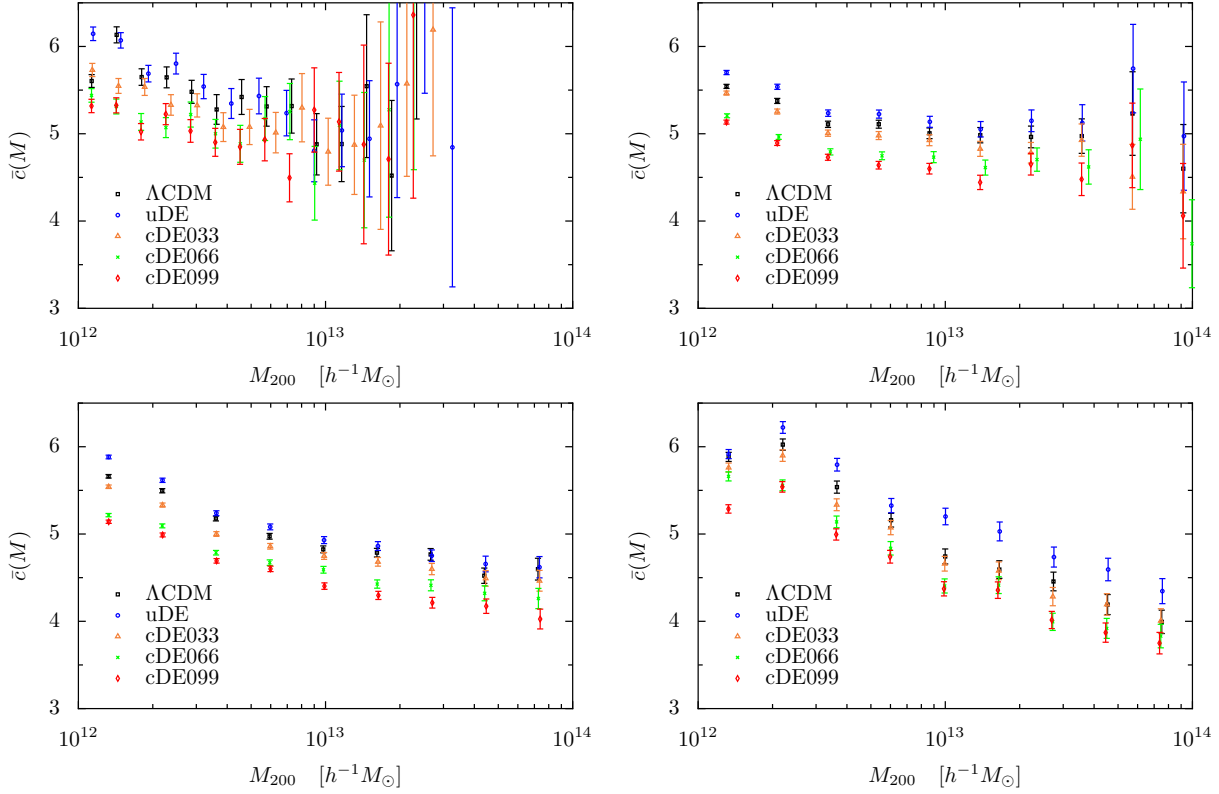 6
5
4
3
c̄(M)
ΛCDM
uDE
cDE033
cDE066
cDE099
10^12
10^13
10^14
M_200 [h^−1 M_⊙]
6
5
4
3
c̄(M)
ΛCDM
uDE
cDE033
cDE066
cDE099
10^12
10^13
10^14
M_200 [h^−1 M_⊙]
6
5
4
3
c̄(M)
ΛCDM
uDE
cDE033
cDE066
cDE099
10^12
10^13
10^14
M_200 [h^−1 M_⊙]
6
5
4
3
c̄(M)
ΛCDM
uDE
cDE033
cDE066
cDE099
10^12
10^13
10^14
M_200 [h^−1 M_⊙]